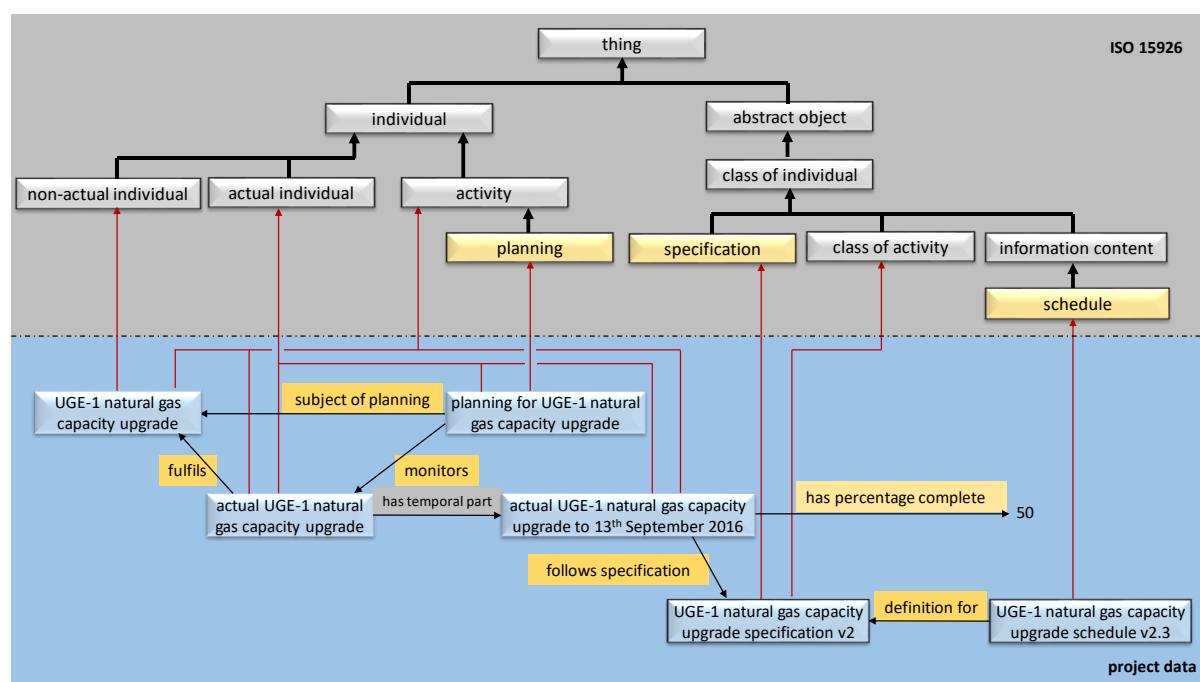 thing
ISO 15926
individual
abstract object
class of individual
non-actual individual
actual individual
activity
planning
specification
class of activity
information content
schedule
UGE-1 natural gas
capacity upgrade
subject of planning
planning for UGE-1 natural
gas capacity upgrade
fulfils
monitors
actual UGE-1 natural
gas capacity upgrade
has temporal part
actual UGE-1 natural gas capacity
upgrade to 13th September 2016
has percentage complete
50
follows specification
UGE-1 natural gas capacity
upgrade specification v2
definition for
UGE-1 natural gas capacity
upgrade schedule v2.3
project data